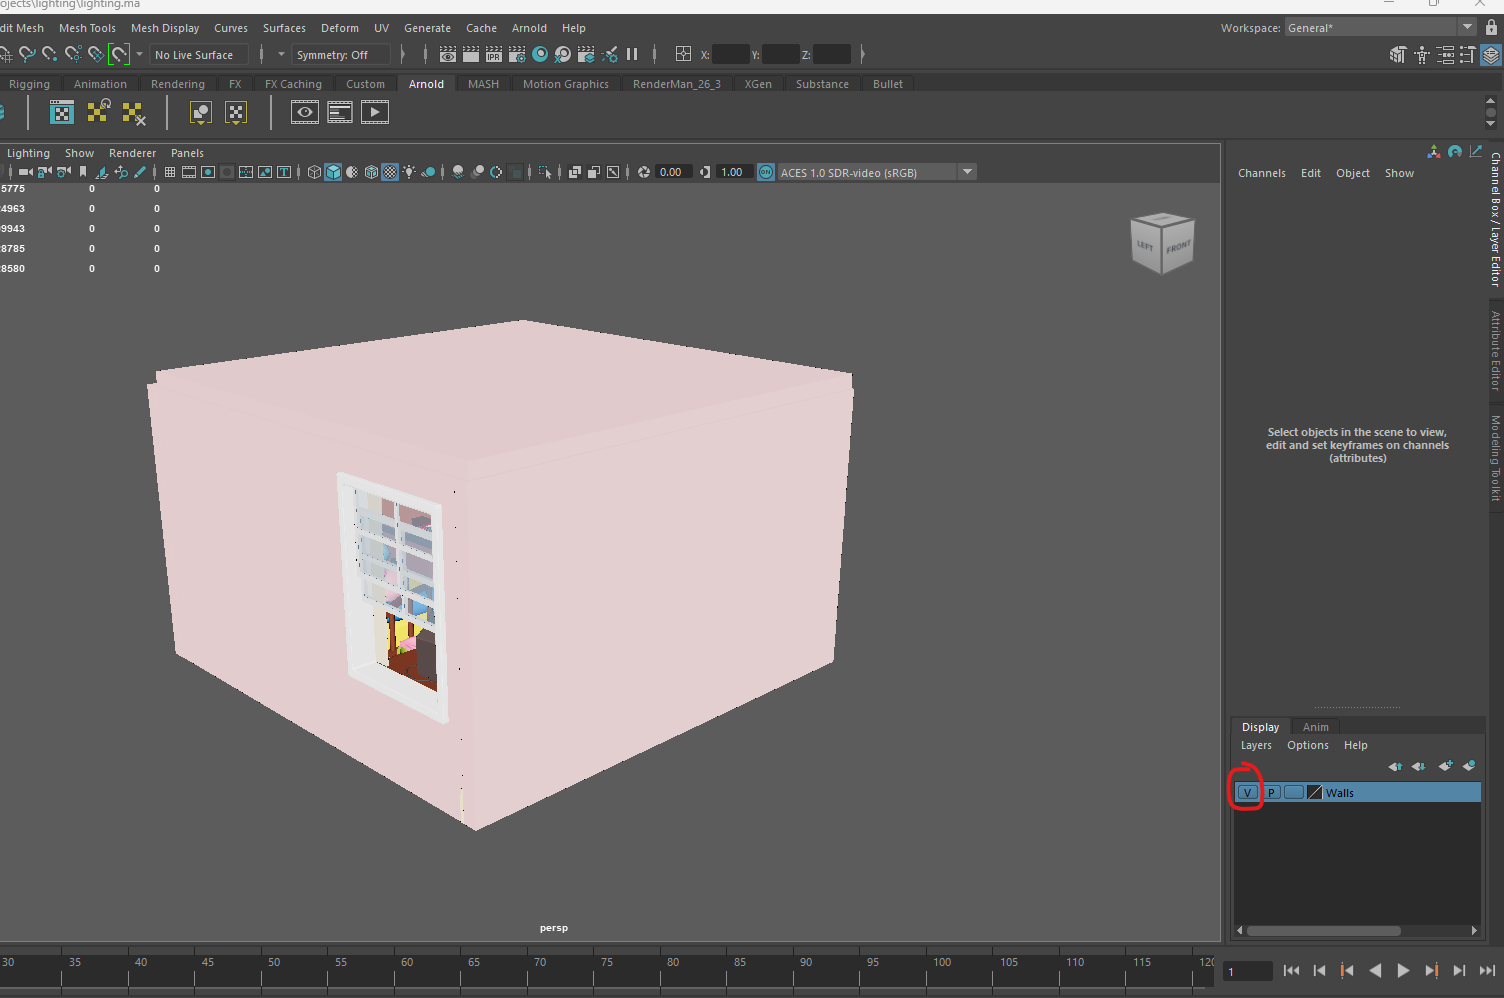 ojects\lighting\lighting.ma
dit Mesh Mesh Tools Mesh Display Curves Surfaces Deform UV Generate Cache Arnold Help
Workspace: General*
No Live Surface Symmetry: Off IPR X: Y: Z:
Rigging Animation Rendering FX FX Caching Custom Arnold MASH Motion Graphics RenderMan_26_3 XGen Substance Bullet
Lighting Show Renderer Panels
0.00 1.00 ON ACES 1.0 SDR-video (sRGB)
5775 0 0
4963 0 0
9943 0 0
8785 0 0
8580 0 0
LEFT FRONT
Channels Edit Object Show
Channel Box / Layer Editor
Attribute Editor
Modeling Toolkit
Select objects in the scene to view,
edit and set keyframes on channels
(attributes)
Display Anim
Layers Options Help
V P Walls
persp
30 35 40 45 50 55 60 65 70 75 80 85 90 95 100 105 110 115 120
1